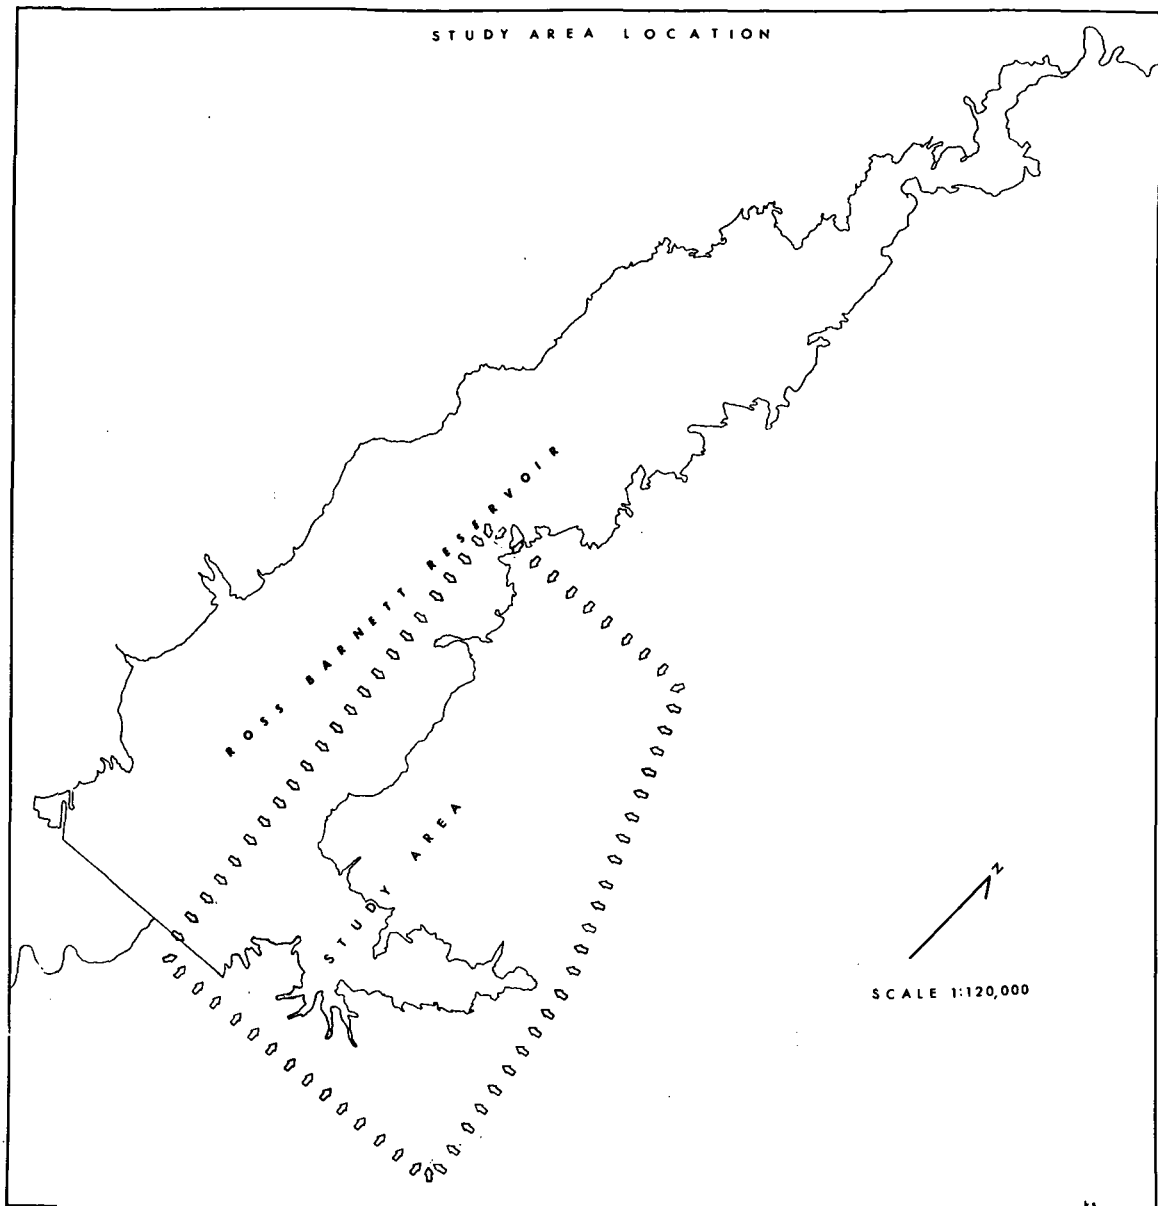 STUDY AREA LOCATION
ROSS BARNETT RESERVOIR
STUDY AREA
N
SCALE 1:120,000